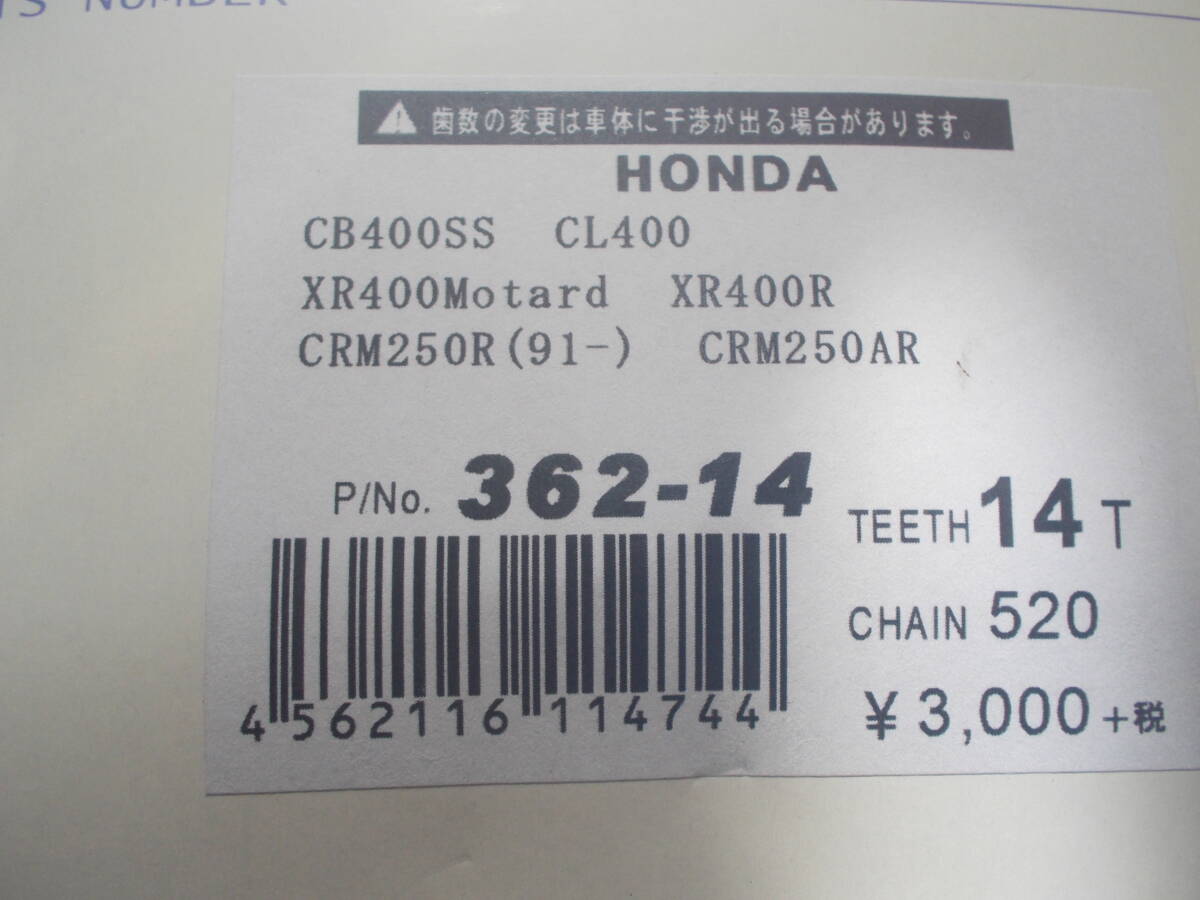 NUMBER
歯数の変更は車体に干渉が出る場合があります。
HONDA
CB400SS CL400
XR400Motard XR400R
CRM250R(91-) CRM250AR
P/No. 362-14
TEETH 14 T
CHAIN 520
4 562116 114744
¥3,000+税